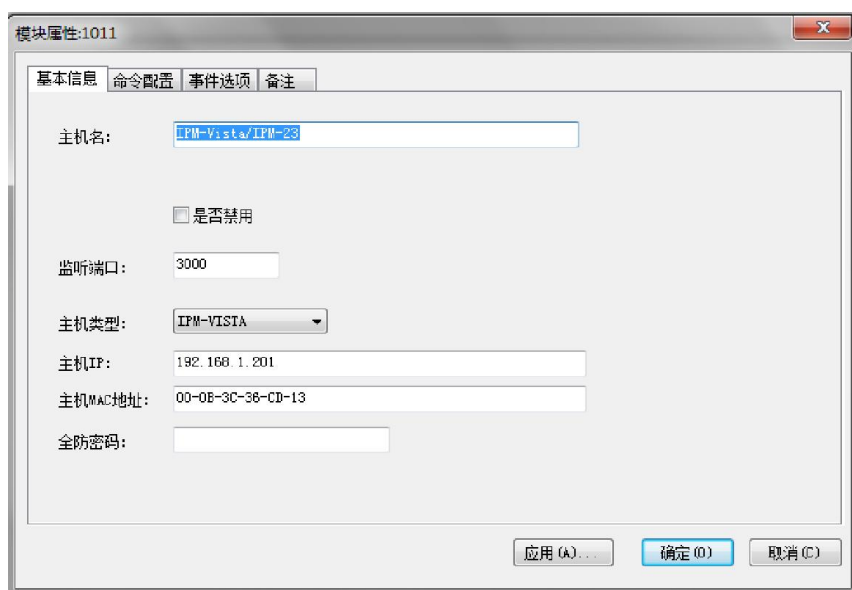 模块属性:1011
基本信息 命令配置 事件选项 备注
主机名: IPM-Vista/IPM-23
是否禁用
监听端口: 3000
主机类型: IPM-VISTA
主机IP: 192.168.1.201
主机MAC地址: 00-0B-3C-36-CD-13
全防密码:
应用(A)... 确定(O) 取消(C)